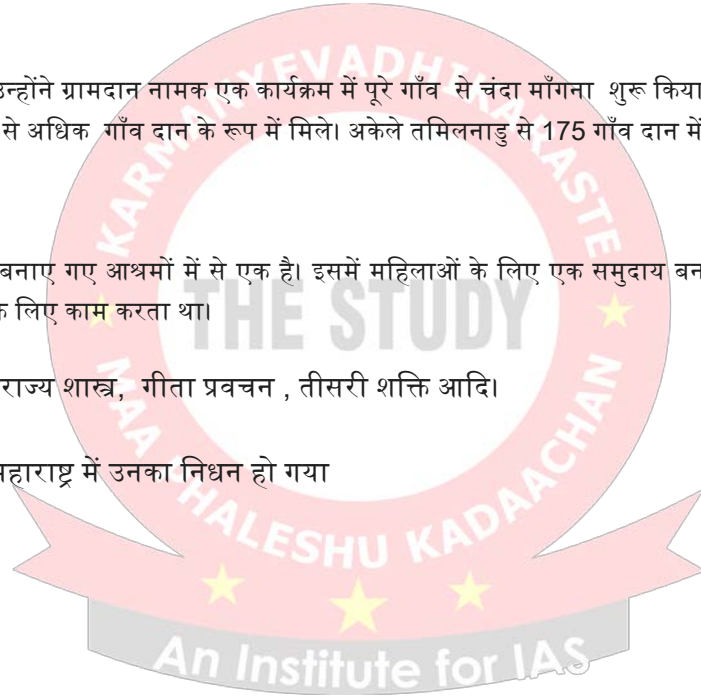 उन्होंने ग्रामदान नामक एक कार्यक्रम में पूरे गाँव से चंदा माँगना शुरू किया
से अधिक गाँव दान के रूप में मिले। अकेले तमिलनाडु से 175 गाँव दान में
बनाए गए आश्रमों में से एक है। इसमें महिलाओं के लिए एक समुदाय बन
के लिए काम करता था।
राज्य शास्त्र, गीता प्रवचन , तीसरी शक्ति आदि।
महाराष्ट्र में उनका निधन हो गया
KARMANYEVADHIKARASTE
THE STUDY
MAA PHALESHU KADAACHAN
An Institute for IAS